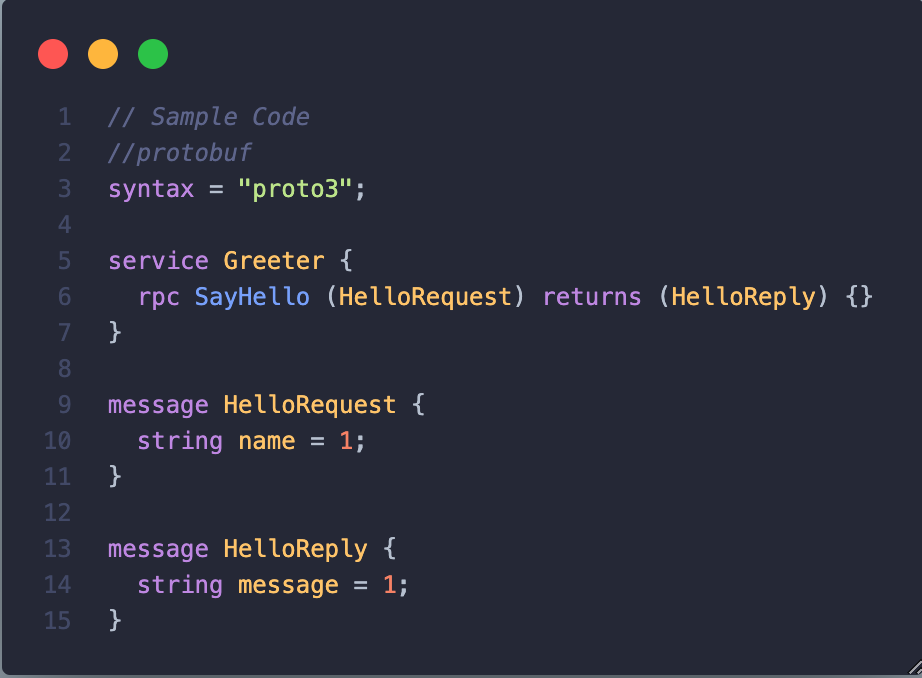 1 // Sample Code
2 //protobuf
3 syntax = "proto3";
4
5 service Greeter {
6   rpc SayHello (HelloRequest) returns (HelloReply) {}
7 }
8
9 message HelloRequest {
10   string name = 1;
11 }
12
13 message HelloReply {
14   string message = 1;
15 }